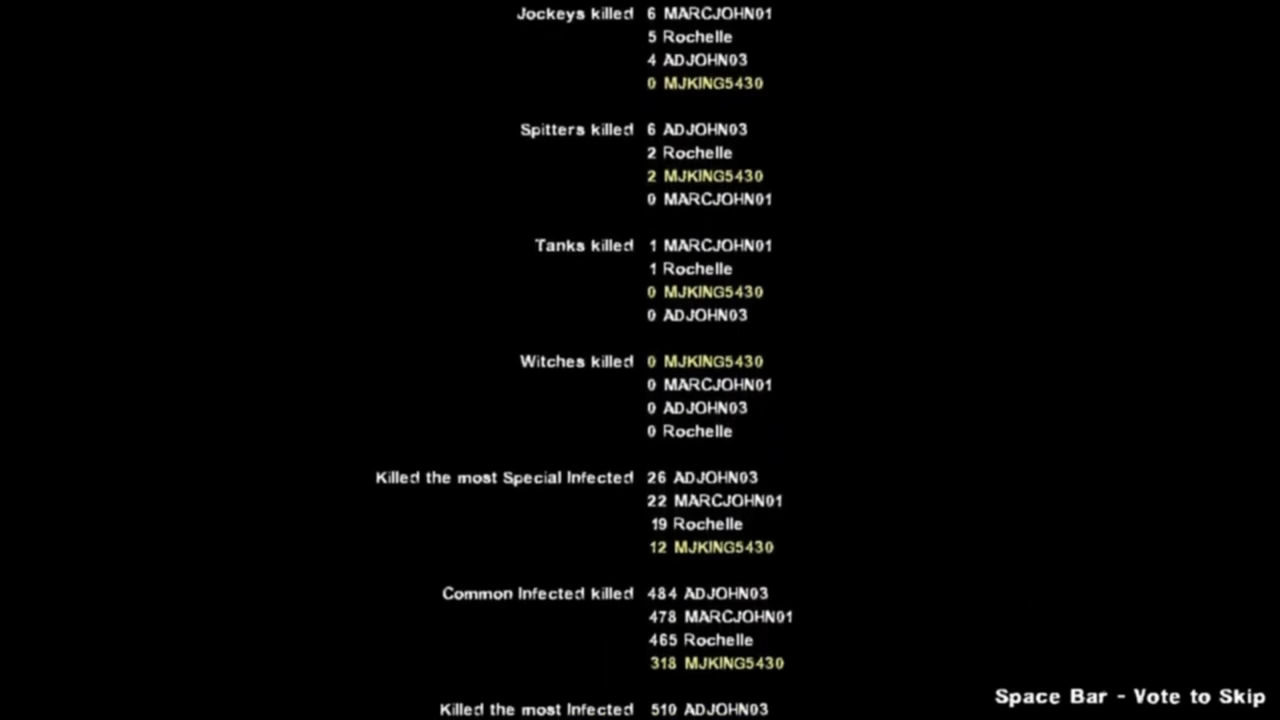 Jockeys killed 6 MARCJOHN01
5 Rochelle
4 ADJOHN03
0 MJKING5430
Spitters killed 6 ADJOHN03
2 Rochelle
2 MJKING5430
0 MARCJOHN01
Tanks killed 1 MARCJOHN01
1 Rochelle
0 MJKING5430
0 ADJOHN03
Witches killed 0 MJKING5430
0 MARCJOHN01
0 ADJOHN03
0 Rochelle
Killed the most Special Infected 26 ADJOHN03
22 MARCJOHN01
19 Rochelle
12 MJKING5430
Common Infected killed 484 ADJOHN03
478 MARCJOHN01
465 Rochelle
318 MJKING5430
Killed the most Infected 510 ADJOHN03
Space Bar - Vote to Skip